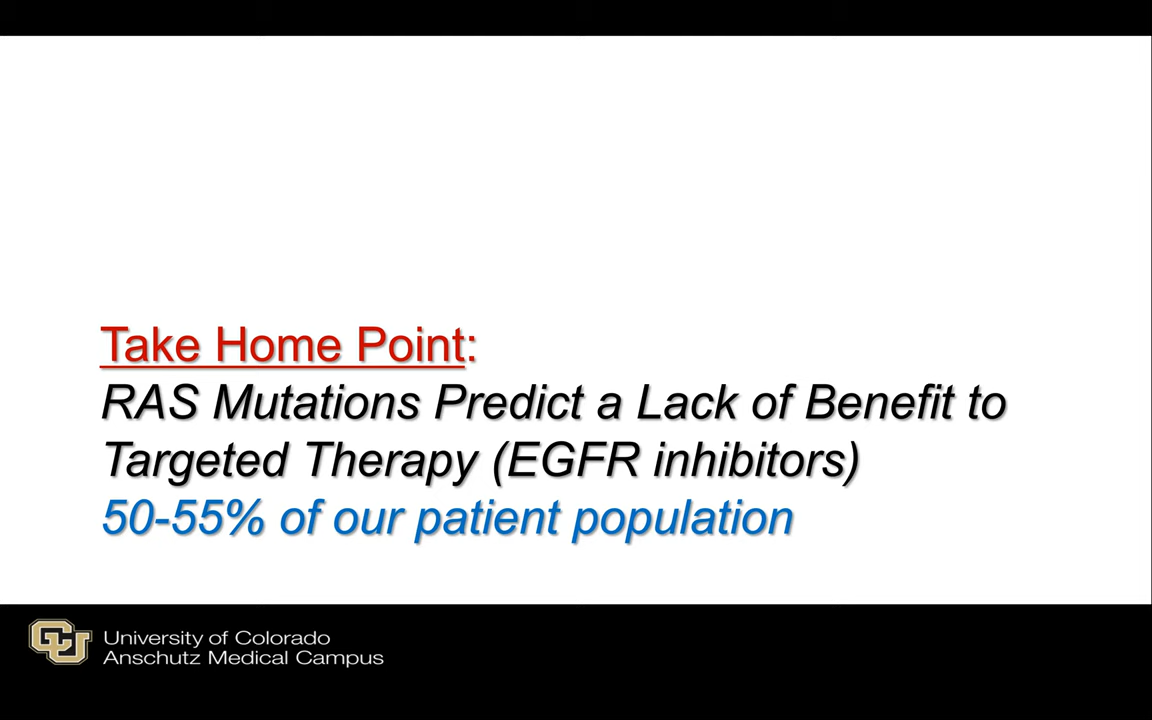 Take Home Point:
RAS Mutations Predict a Lack of Benefit to
Targeted Therapy (EGFR inhibitors)
50-55% of our patient population
CU
University of Colorado
Anschutz Medical Campus